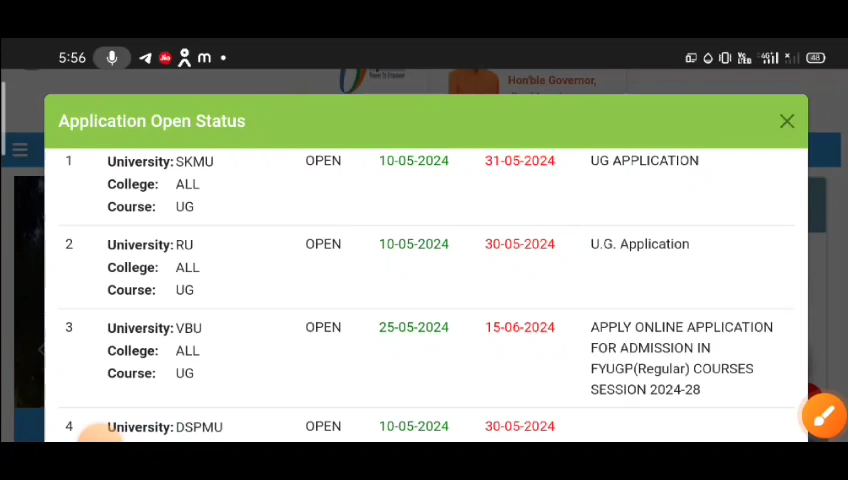 5:56 Jio m 4G 48
Hon'ble Governor,
Application Open Status
1 University: SKMU OPEN 10-05-2024 31-05-2024 UG APPLICATION
College: ALL
Course: UG
2 University: RU OPEN 10-05-2024 30-05-2024 U.G. Application
College: ALL
Course: UG
3 University: VBU OPEN 25-05-2024 15-06-2024 APPLY ONLINE APPLICATION
College: ALL FOR ADMISSION IN
FYUGP(Regular) COURSES
Course: UG
SESSION 2024-28
4 University: DSPMU OPEN 10-05-2024 30-05-2024